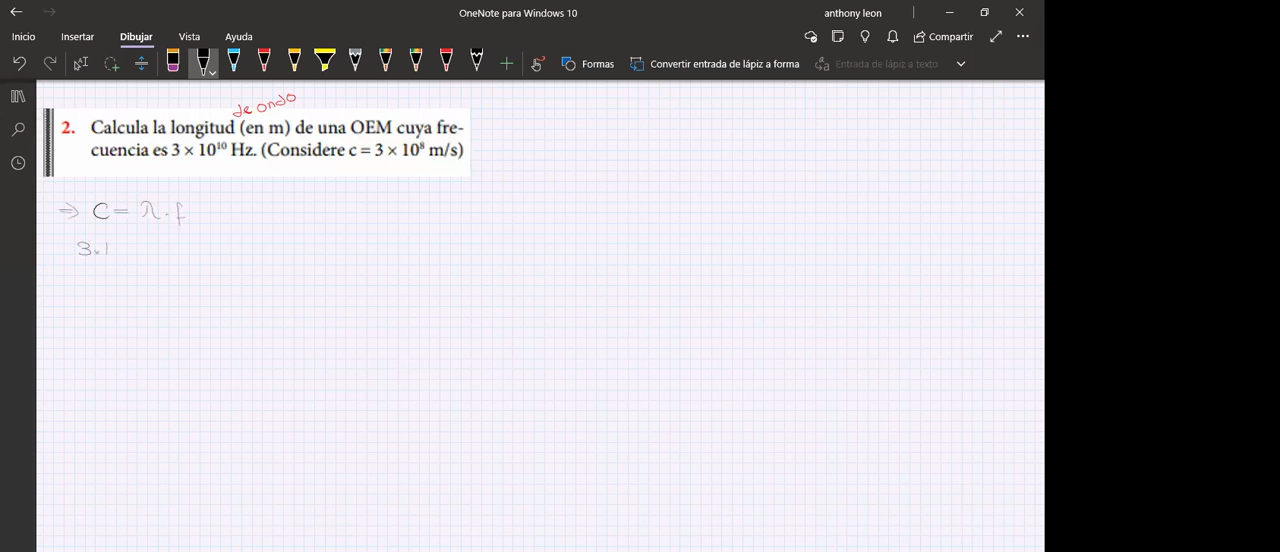 OneNote para Windows 10
anthony leon
Inicio Insertar Dibujar Vista Ayuda
Compartir
Formas
Convertir entrada de lápiz a forma
Entrada de lápiz a texto
de onda
2. Calcula la longitud (en m) de una OEM cuya fre-
cuencia es 3 × 10¹⁰ Hz. (Considere c = 3 × 10⁸ m/s)
⇒ C = λ . f
3×1